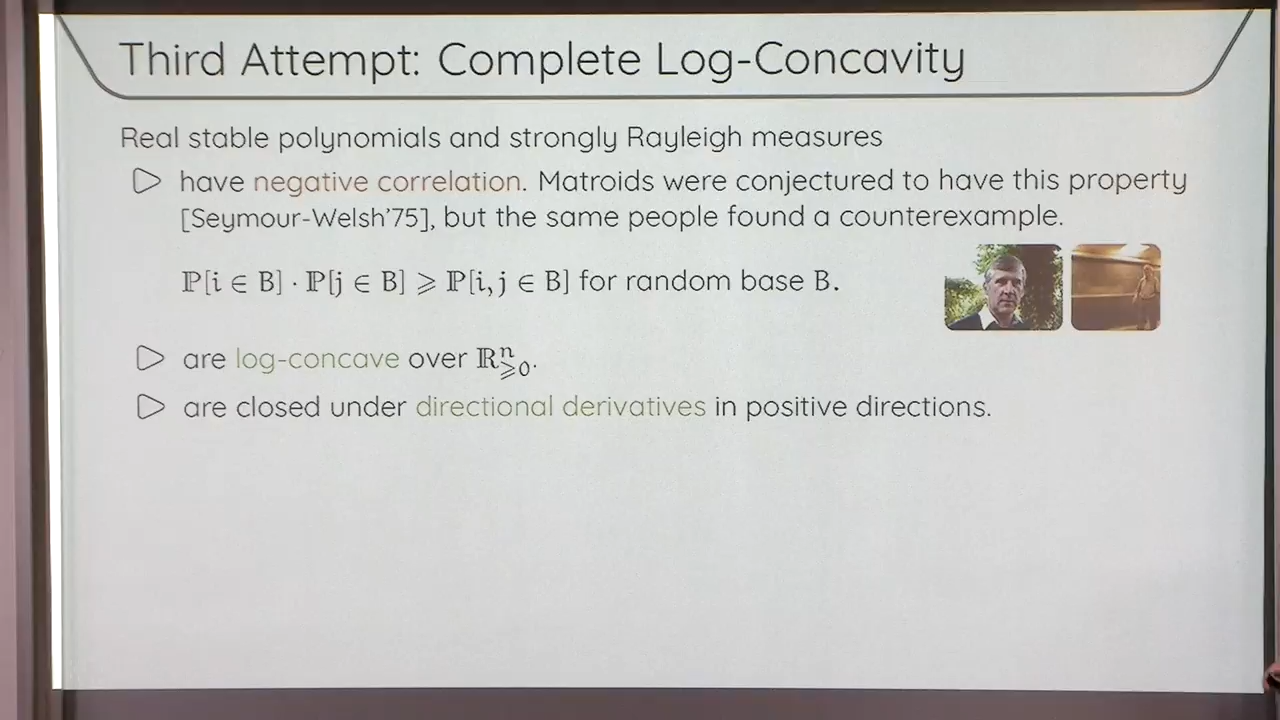 Third Attempt: Complete Log-Concavity
Real stable polynomials and strongly Rayleigh measures
▷ have negative correlation. Matroids were conjectured to have this property
[Seymour-Welsh'75], but the same people found a counterexample.
ℙ[i ∈ B] · ℙ[j ∈ B] ⩾ ℙ[i, j ∈ B] for random base B.
▷ are log-concave over ℝⁿ⩾0.
▷ are closed under directional derivatives in positive directions.